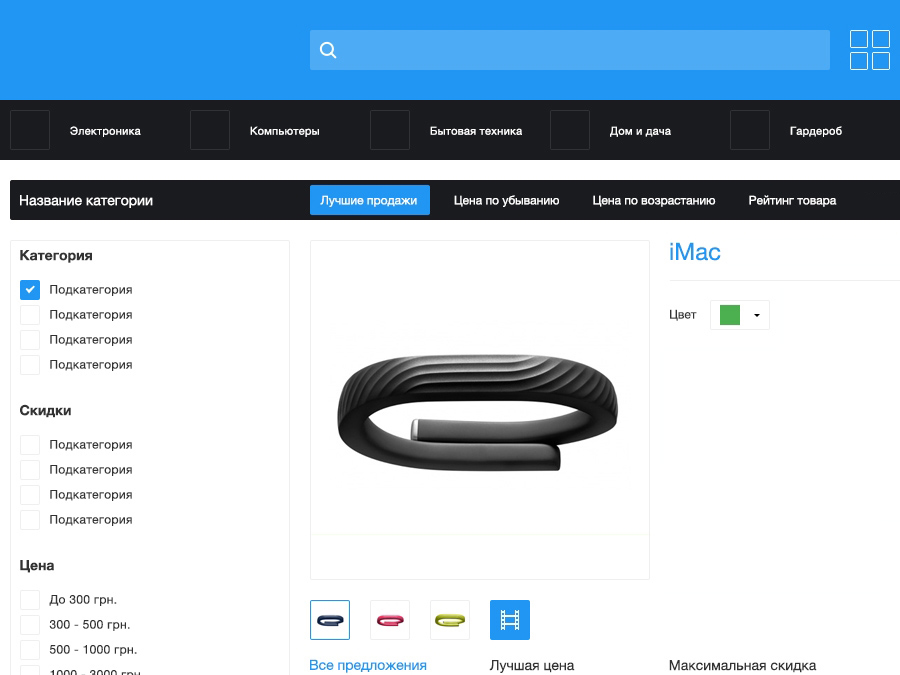 Электроника
Компьютеры
Бытовая техника
Дом и дача
Гардероб
Название категории
Лучшие продажи
Цена по убыванию
Цена по возрастанию
Рейтинг товара
Категория
Подкатегория
Подкатегория
Подкатегория
Подкатегория
Скидки
Подкатегория
Подкатегория
Подкатегория
Подкатегория
Цена
До 300 грн.
300 - 500 грн.
500 - 1000 грн.
1000 - 3000 грн.
iMac
Цвет
Все предложения
Лучшая цена
Максимальная скидка